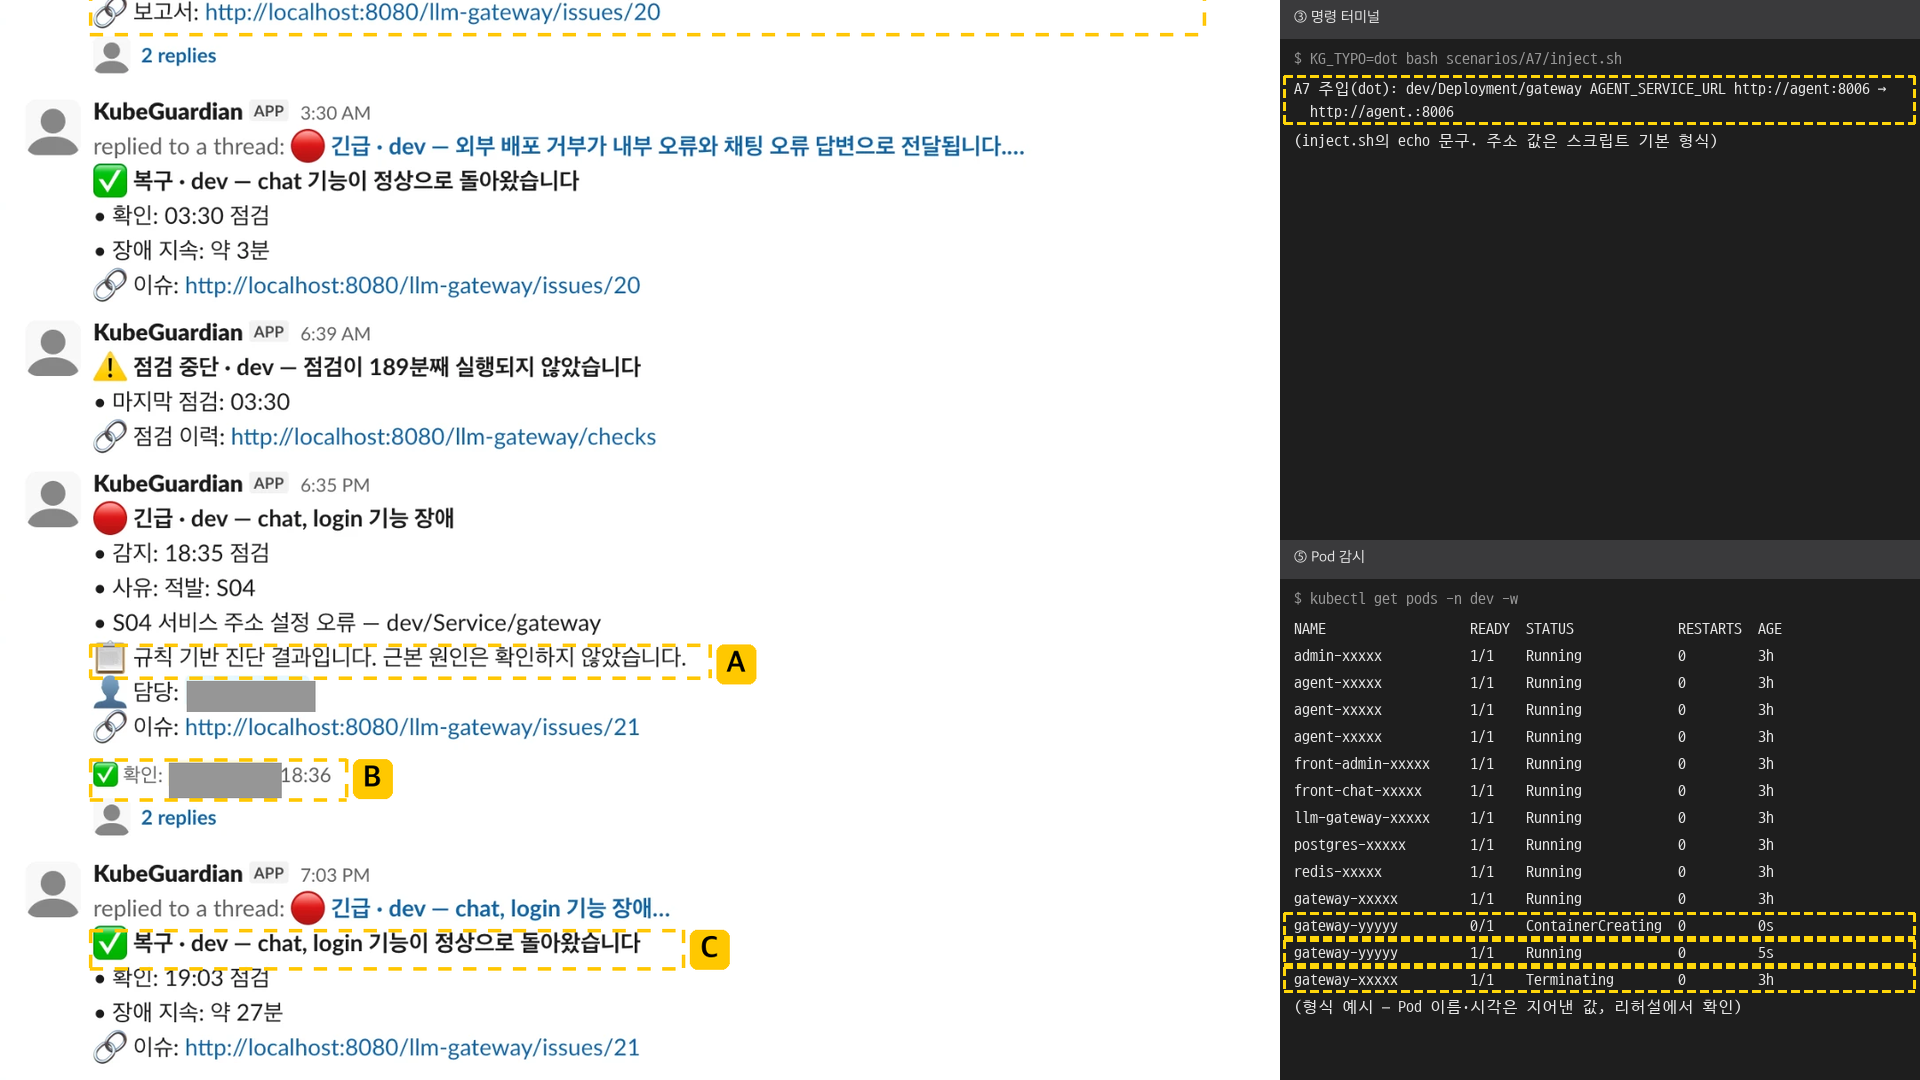 🔗 보고서: http://localhost:8080/llm-gateway/issues/20
2 replies
KubeGuardian APP 3:30 AM
replied to a thread: 🔴 긴급 · dev — 외부 배포 거부가 내부 오류와 채팅 오류 답변으로 전달됩니다....
✅ 복구 · dev — chat 기능이 정상으로 돌아왔습니다
• 확인: 03:30 점검
• 장애 지속: 약 3분
🔗 이슈: http://localhost:8080/llm-gateway/issues/20
KubeGuardian APP 6:39 AM
⚠️ 점검 중단 · dev — 점검이 189분째 실행되지 않았습니다
• 마지막 점검: 03:30
🔗 점검 이력: http://localhost:8080/llm-gateway/checks
KubeGuardian APP 6:35 PM
🔴 긴급 · dev — chat, login 기능 장애
• 감지: 18:35 점검
• 사유: 적발: S04
• S04 서비스 주소 설정 오류 — dev/Service/gateway
📋 규칙 기반 진단 결과입니다. 근본 원인은 확인하지 않았습니다.
A
👤 담당:
🔗 이슈: http://localhost:8080/llm-gateway/issues/21
✅ 확인: 18:36
B
2 replies
KubeGuardian APP 7:03 PM
replied to a thread: 🔴 긴급 · dev — chat, login 기능 장애...
✅ 복구 · dev — chat, login 기능이 정상으로 돌아왔습니다
C
• 확인: 19:03 점검
• 장애 지속: 약 27분
🔗 이슈: http://localhost:8080/llm-gateway/issues/21
③ 명령 터미널
$ KG_TYPO=dot bash scenarios/A7/inject.sh
A7 주입(dot): dev/Deployment/gateway AGENT_SERVICE_URL http://agent:8006 →
http://agent.:8006
(inject.sh의 echo 문구. 주소 값은 스크립트 기본 형식)
⑤ Pod 감시
$ kubectl get pods -n dev -w
NAME READY STATUS RESTARTS AGE
admin-xxxxx 1/1 Running 0 3h
agent-xxxxx 1/1 Running 0 3h
agent-xxxxx 1/1 Running 0 3h
agent-xxxxx 1/1 Running 0 3h
front-admin-xxxxx 1/1 Running 0 3h
front-chat-xxxxx 1/1 Running 0 3h
llm-gateway-xxxxx 1/1 Running 0 3h
postgres-xxxxx 1/1 Running 0 3h
redis-xxxxx 1/1 Running 0 3h
gateway-xxxxx 1/1 Running 0 3h
gateway-yyyyy 0/1 ContainerCreating 0 0s
gateway-yyyyy 1/1 Running 0 5s
gateway-xxxxx 1/1 Terminating 0 3h
(형식 예시 — Pod 이름·시각은 지어낸 값, 리허설에서 확인)